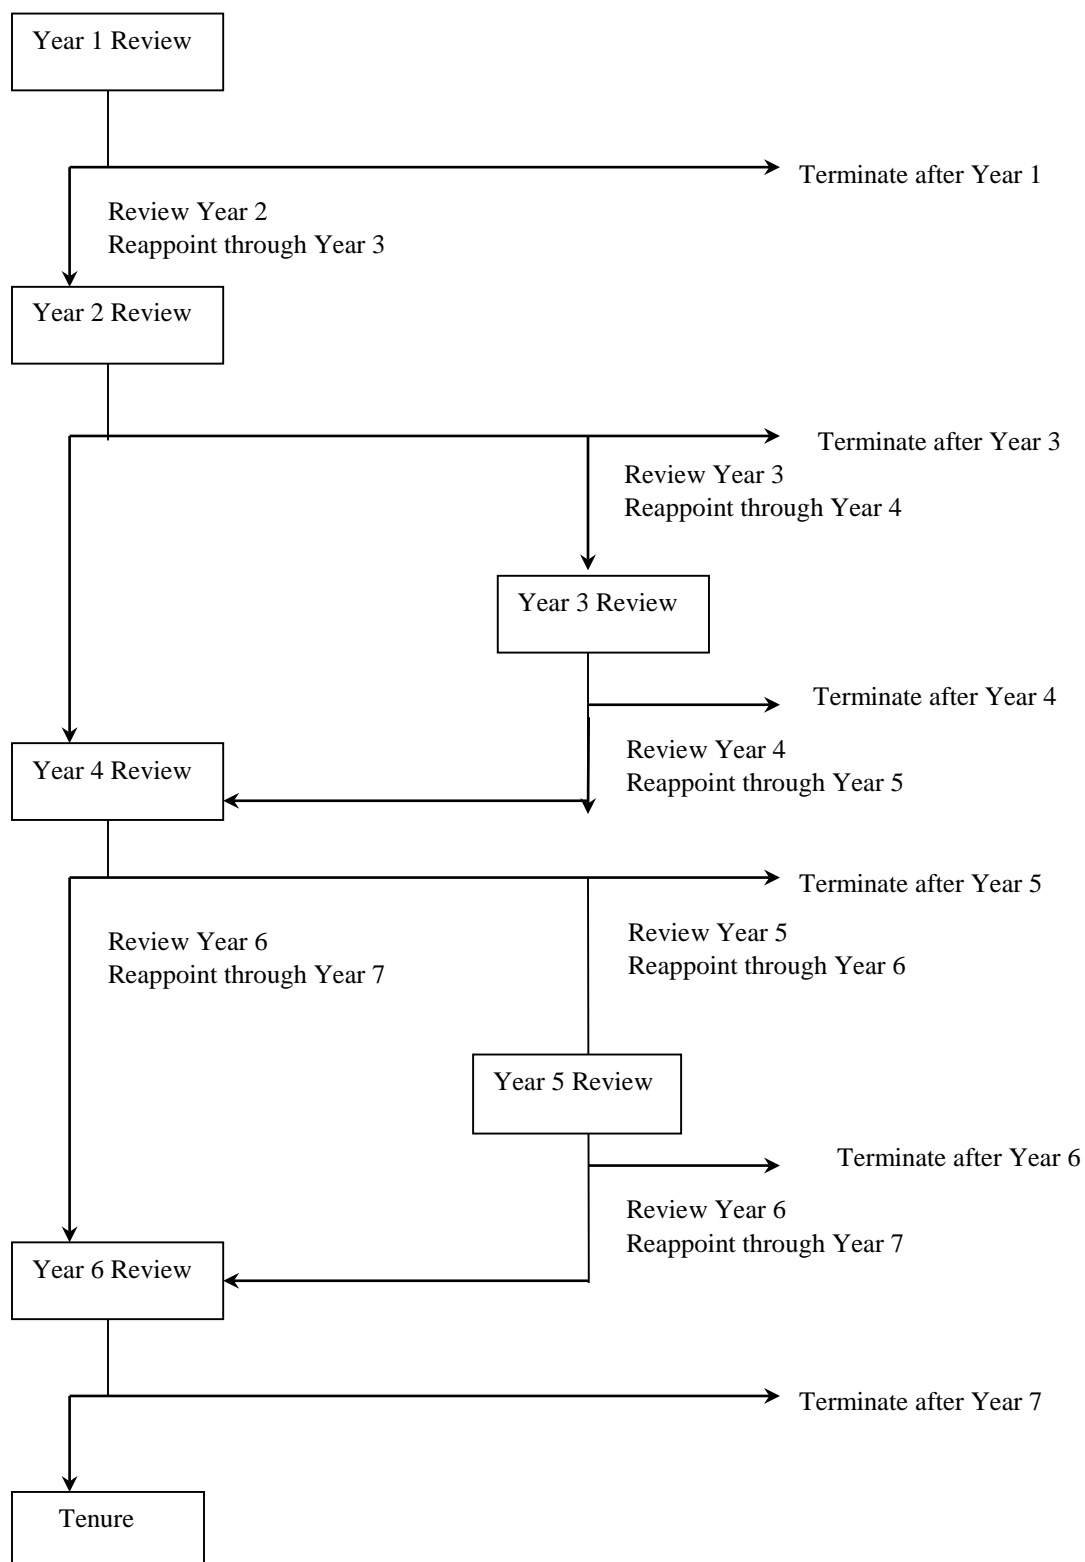 Year 1 Review
Terminate after Year 1
Review Year 2
Reappoint through Year 3
Year 2 Review
Terminate after Year 3
Review Year 3
Reappoint through Year 4
Year 3 Review
Terminate after Year 4
Review Year 4
Reappoint through Year 5
Year 4 Review
Terminate after Year 5
Review Year 6
Reappoint through Year 7
Review Year 5
Reappoint through Year 6
Year 5 Review
Terminate after Year 6
Review Year 6
Reappoint through Year 7
Year 6 Review
Terminate after Year 7
Tenure